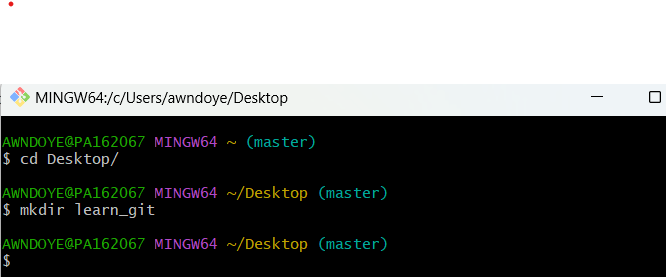 MINGW64:/c/Users/awndoye/Desktop
AWNDOYE@PA162067 MINGW64 ~ (master)
$ cd Desktop/
AWNDOYE@PA162067 MINGW64 ~/Desktop (master)
$ mkdir learn_git
AWNDOYE@PA162067 MINGW64 ~/Desktop (master)
$